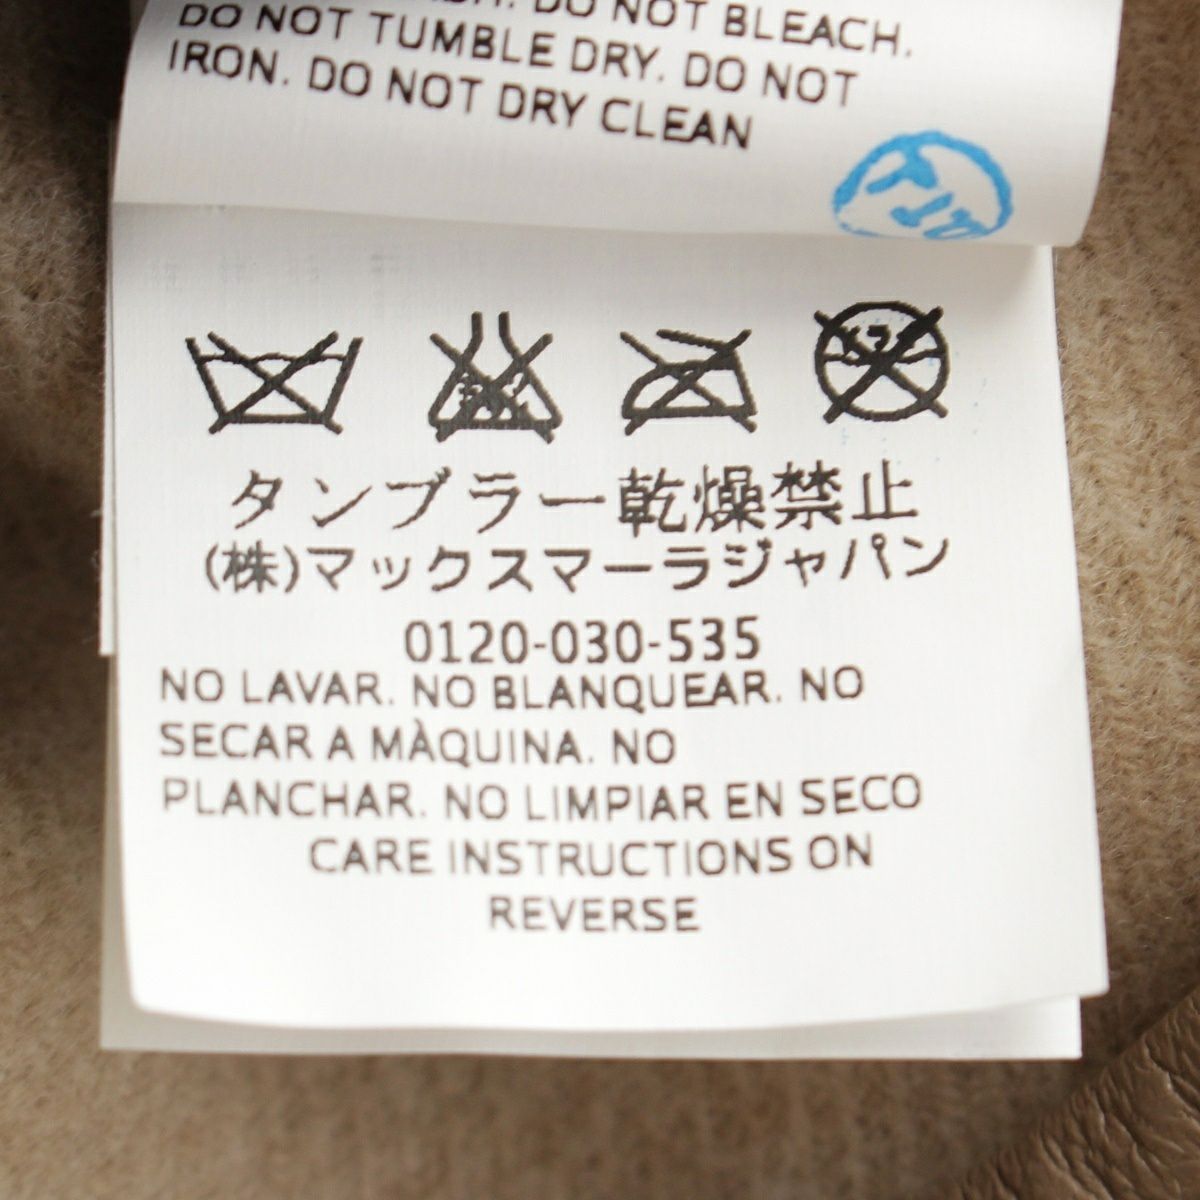 DO NOT BLEACH.
DO NOT TUMBLE DRY. DO NOT
IRON. DO NOT DRY CLEAN
タンブラー乾燥禁止
(株)マックスマーラジャパン
0120-030-535
NO LAVAR. NO BLANQUEAR. NO
SECAR A MÀQUINA. NO
PLANCHAR. NO LIMPIAR EN SECO
CARE INSTRUCTIONS ON
REVERSE